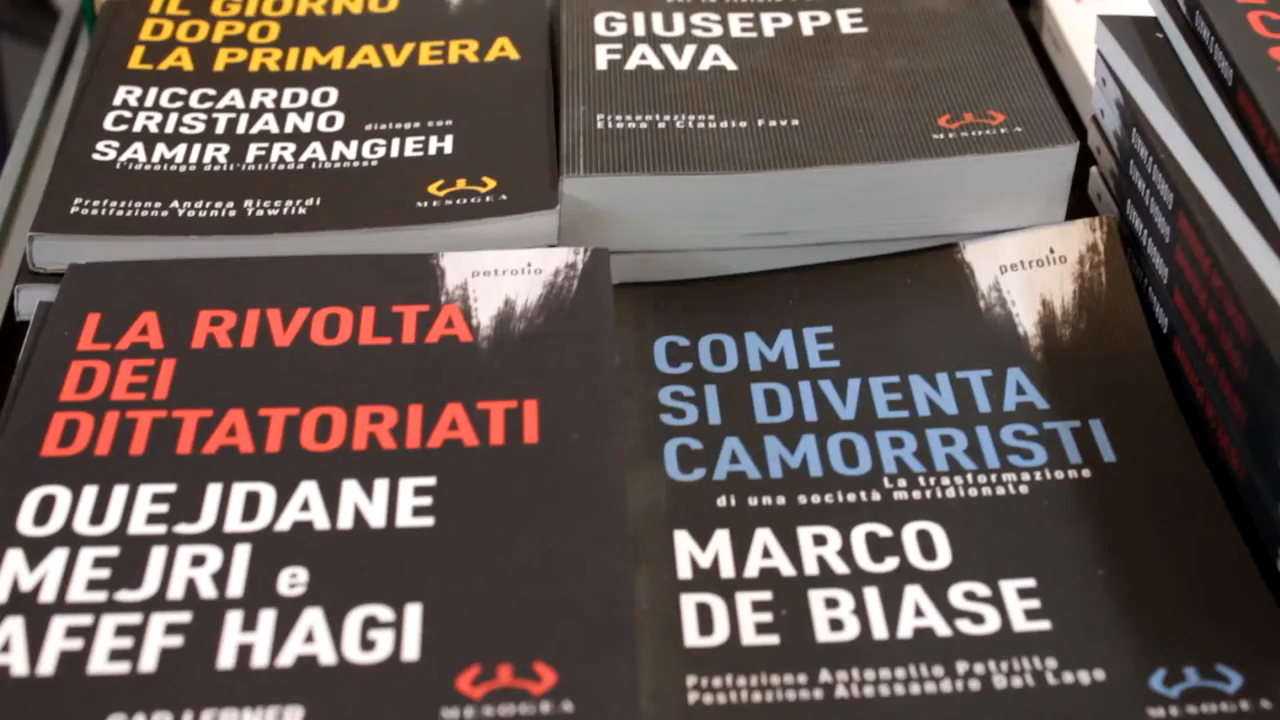 IL GIORNO
DOPO
LA PRIMAVERA
RICCARDO
CRISTIANO dialoga con
SAMIR FRANGIEH
l'ideologo dell'intifada libanese
Prefazione Andrea Riccardi
Postfazione Younis Tawfik
MESOGEA
GIUSEPPE
FAVA
Presentazione
Elena e Claudio Fava
MESOGEA
petrolio
LA RIVOLTA
DEI
DITTATORIATI
OUEJDANE
MEJRI e
AFEF HAGI
GAD LERNER
MESOGEA
petrolio
COME
SI DIVENTA
CAMORRISTI
La trasformazione
di una società meridionale
MARCO
DE BIASE
Prefazione Antonello Petrillo
Postfazione Alessandro Dal Lago
MESOGEA